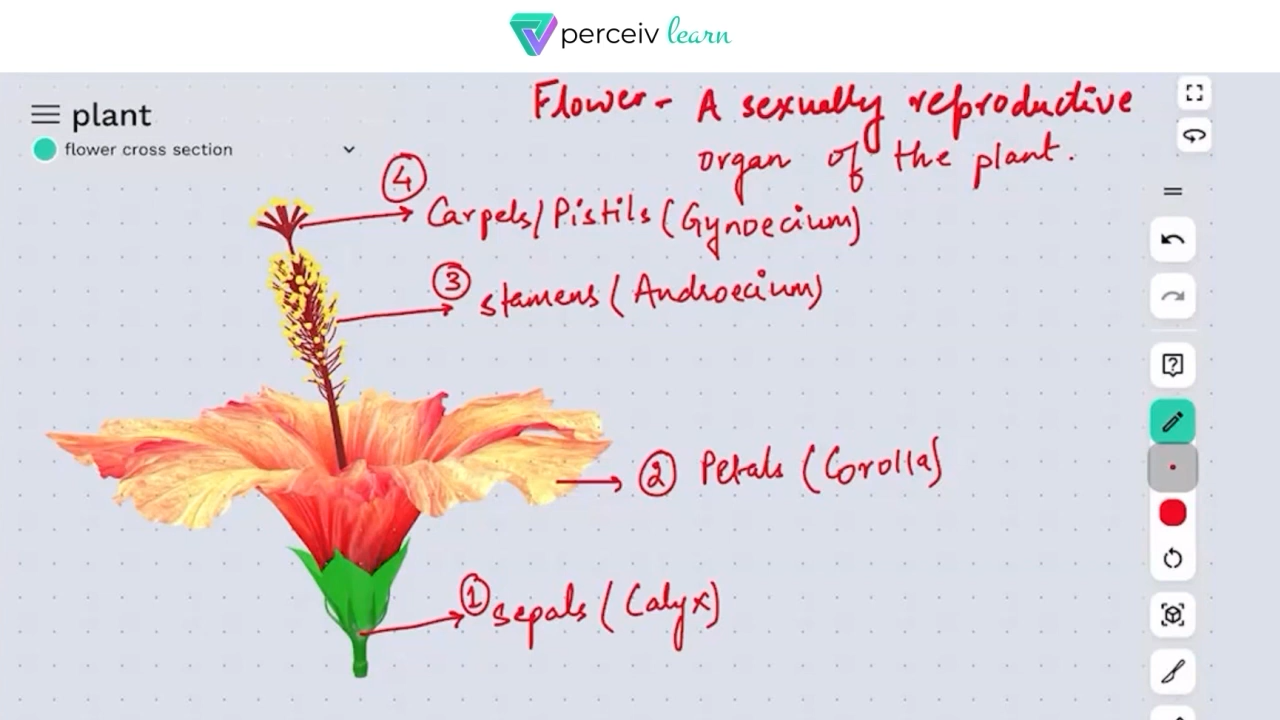 perceiv learn
plant
flower cross section
Flower - A sexually reproductive
organ of the plant.
4
Carpels/Pistils (Gynoecium)
3
stamens (Androecium)
2 Petals (Corolla)
1 sepals (Calyx)